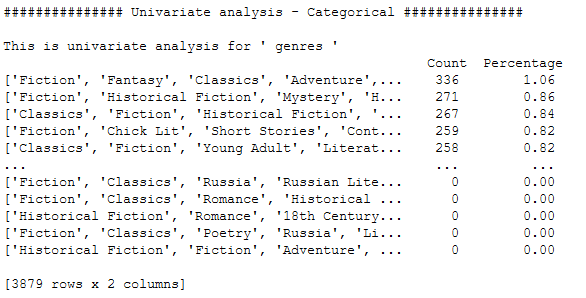 ############### Univariate analysis - Categorical ###############
This is univariate analysis for ' genres '
Count Percentage
['Fiction', 'Fantasy', 'Classics', 'Adventure',... 336 1.06
['Fiction', 'Historical Fiction', 'Mystery', 'H... 271 0.86
['Classics', 'Fiction', 'Historical Fiction', '... 267 0.84
['Fiction', 'Chick Lit', 'Short Stories', 'Cont... 259 0.82
['Classics', 'Fiction', 'Young Adult', 'Literat... 258 0.82
... ... ...
['Fiction', 'Classics', 'Russia', 'Russian Lite... 0 0.00
['Fiction', 'Classics', 'Romance', 'Historical ... 0 0.00
['Historical Fiction', 'Romance', '18th Century... 0 0.00
['Fiction', 'Classics', 'Poetry', 'Russia', 'Li... 0 0.00
['Historical Fiction', 'Fiction', 'Adventure', ... 0 0.00
[3879 rows x 2 columns]